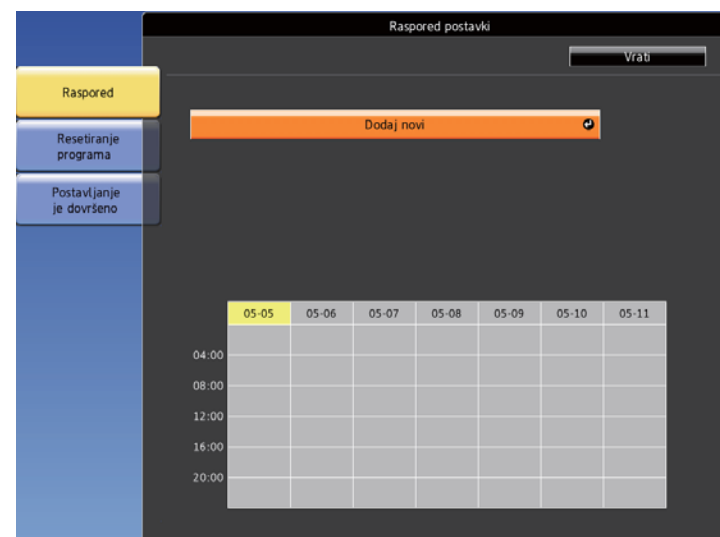 Raspored postavki
Vrati
Raspored
Dodaj novi
Resetiranje
programa
Postavljanje
je dovršeno
05-05 05-06 05-07 05-08 05-09 05-10 05-11
04:00
08:00
12:00
16:00
20:00